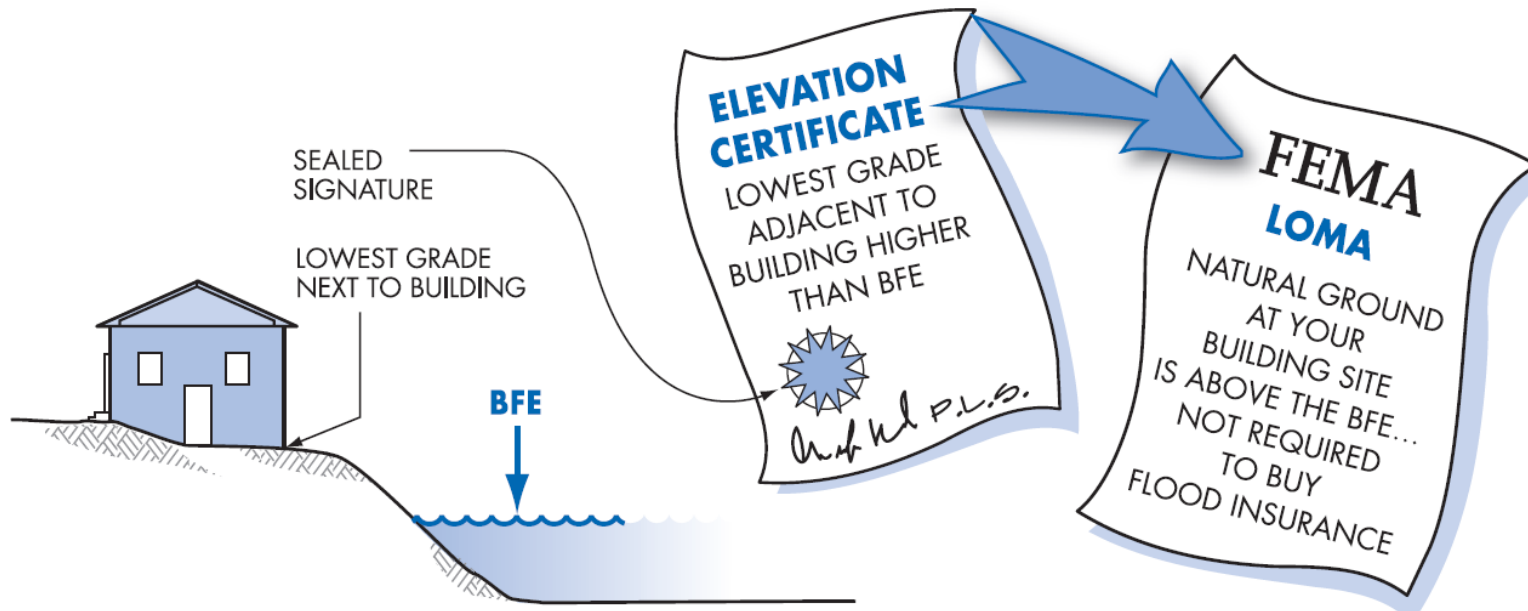 SEALED
SIGNATURE
LOWEST GRADE
NEXT TO BUILDING
BFE
ELEVATION
CERTIFICATE
LOWEST GRADE
ADJACENT TO
BUILDING HIGHER
THAN BFE
P.L.S.
FEMA
LOMA
NATURAL GROUND
AT YOUR
BUILDING SITE
IS ABOVE THE BFE...
NOT REQUIRED
TO BUY
FLOOD INSURANCE